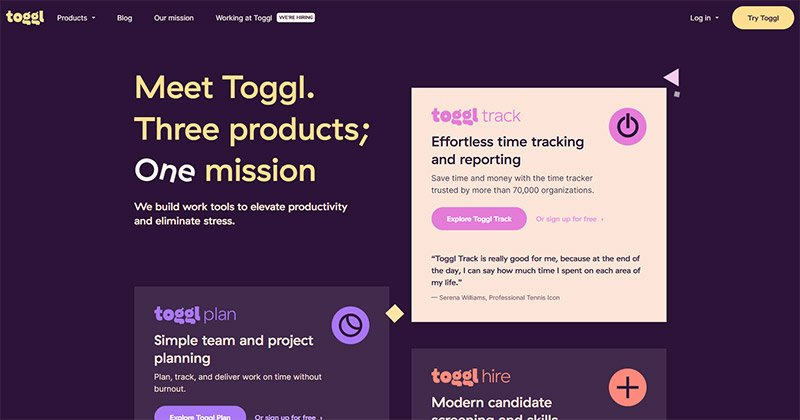 toggl
Products
Blog
Our mission
Working at Toggl
WE'RE HIRING
Log in
Try Toggl
Meet Toggl.
Three products;
One mission
We build work tools to elevate productivity
and eliminate stress.
toggl track
Effortless time tracking
and reporting
Save time and money with the time tracker
trusted by more than 70,000 organizations.
Explore Toggl Track
Or sign up for free
“Toggl Track is really good for me, because at the end of
the day, I can say how much time I spent on each area of
my life.”
— Serena Williams, Professional Tennis Icon
toggl plan
Simple team and project
planning
Plan, track, and deliver work on time without
burnout.
Explore Toggl Plan
Or sign up for free
toggl hire
Modern candidate
screening and skills